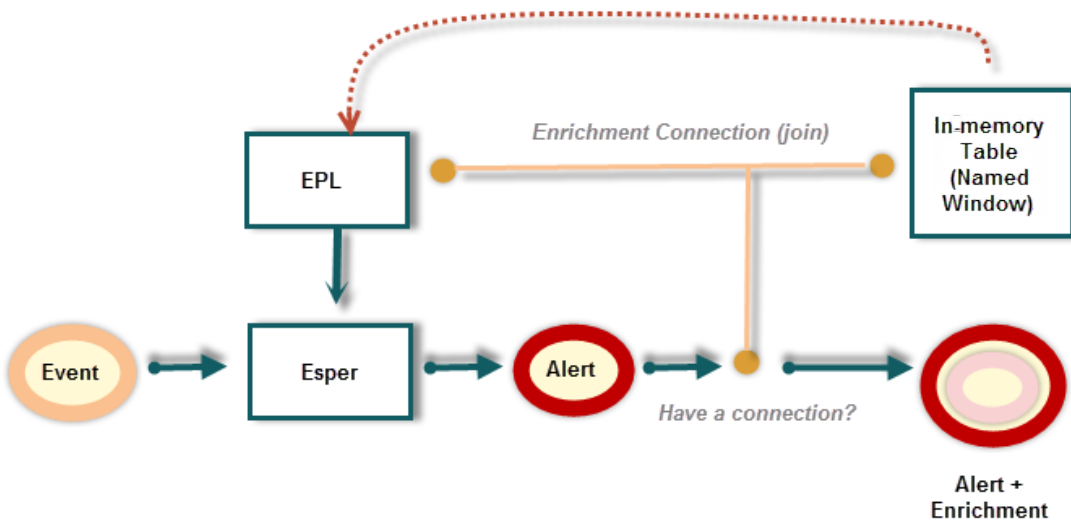 Enrichment Connection (join)
In-memory
Table
(Named
Window)
EPL
Event
Esper
Alert
Have a connection?
Alert +
Enrichment